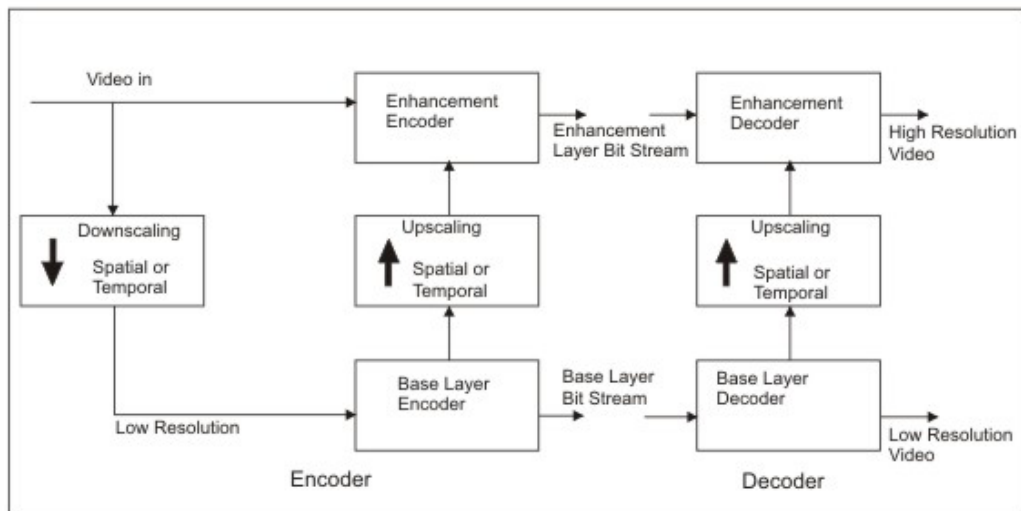 Video in
Enhancement
Encoder
Enhancement
Layer Bit Stream
Enhancement
Decoder
High Resolution
Video
Downscaling
Spatial or
Temporal
Upscaling
Spatial or
Temporal
Upscaling
Spatial or
Temporal
Low Resolution
Base Layer
Encoder
Base Layer
Bit Stream
Base Layer
Decoder
Low Resolution
Video
Encoder
Decoder